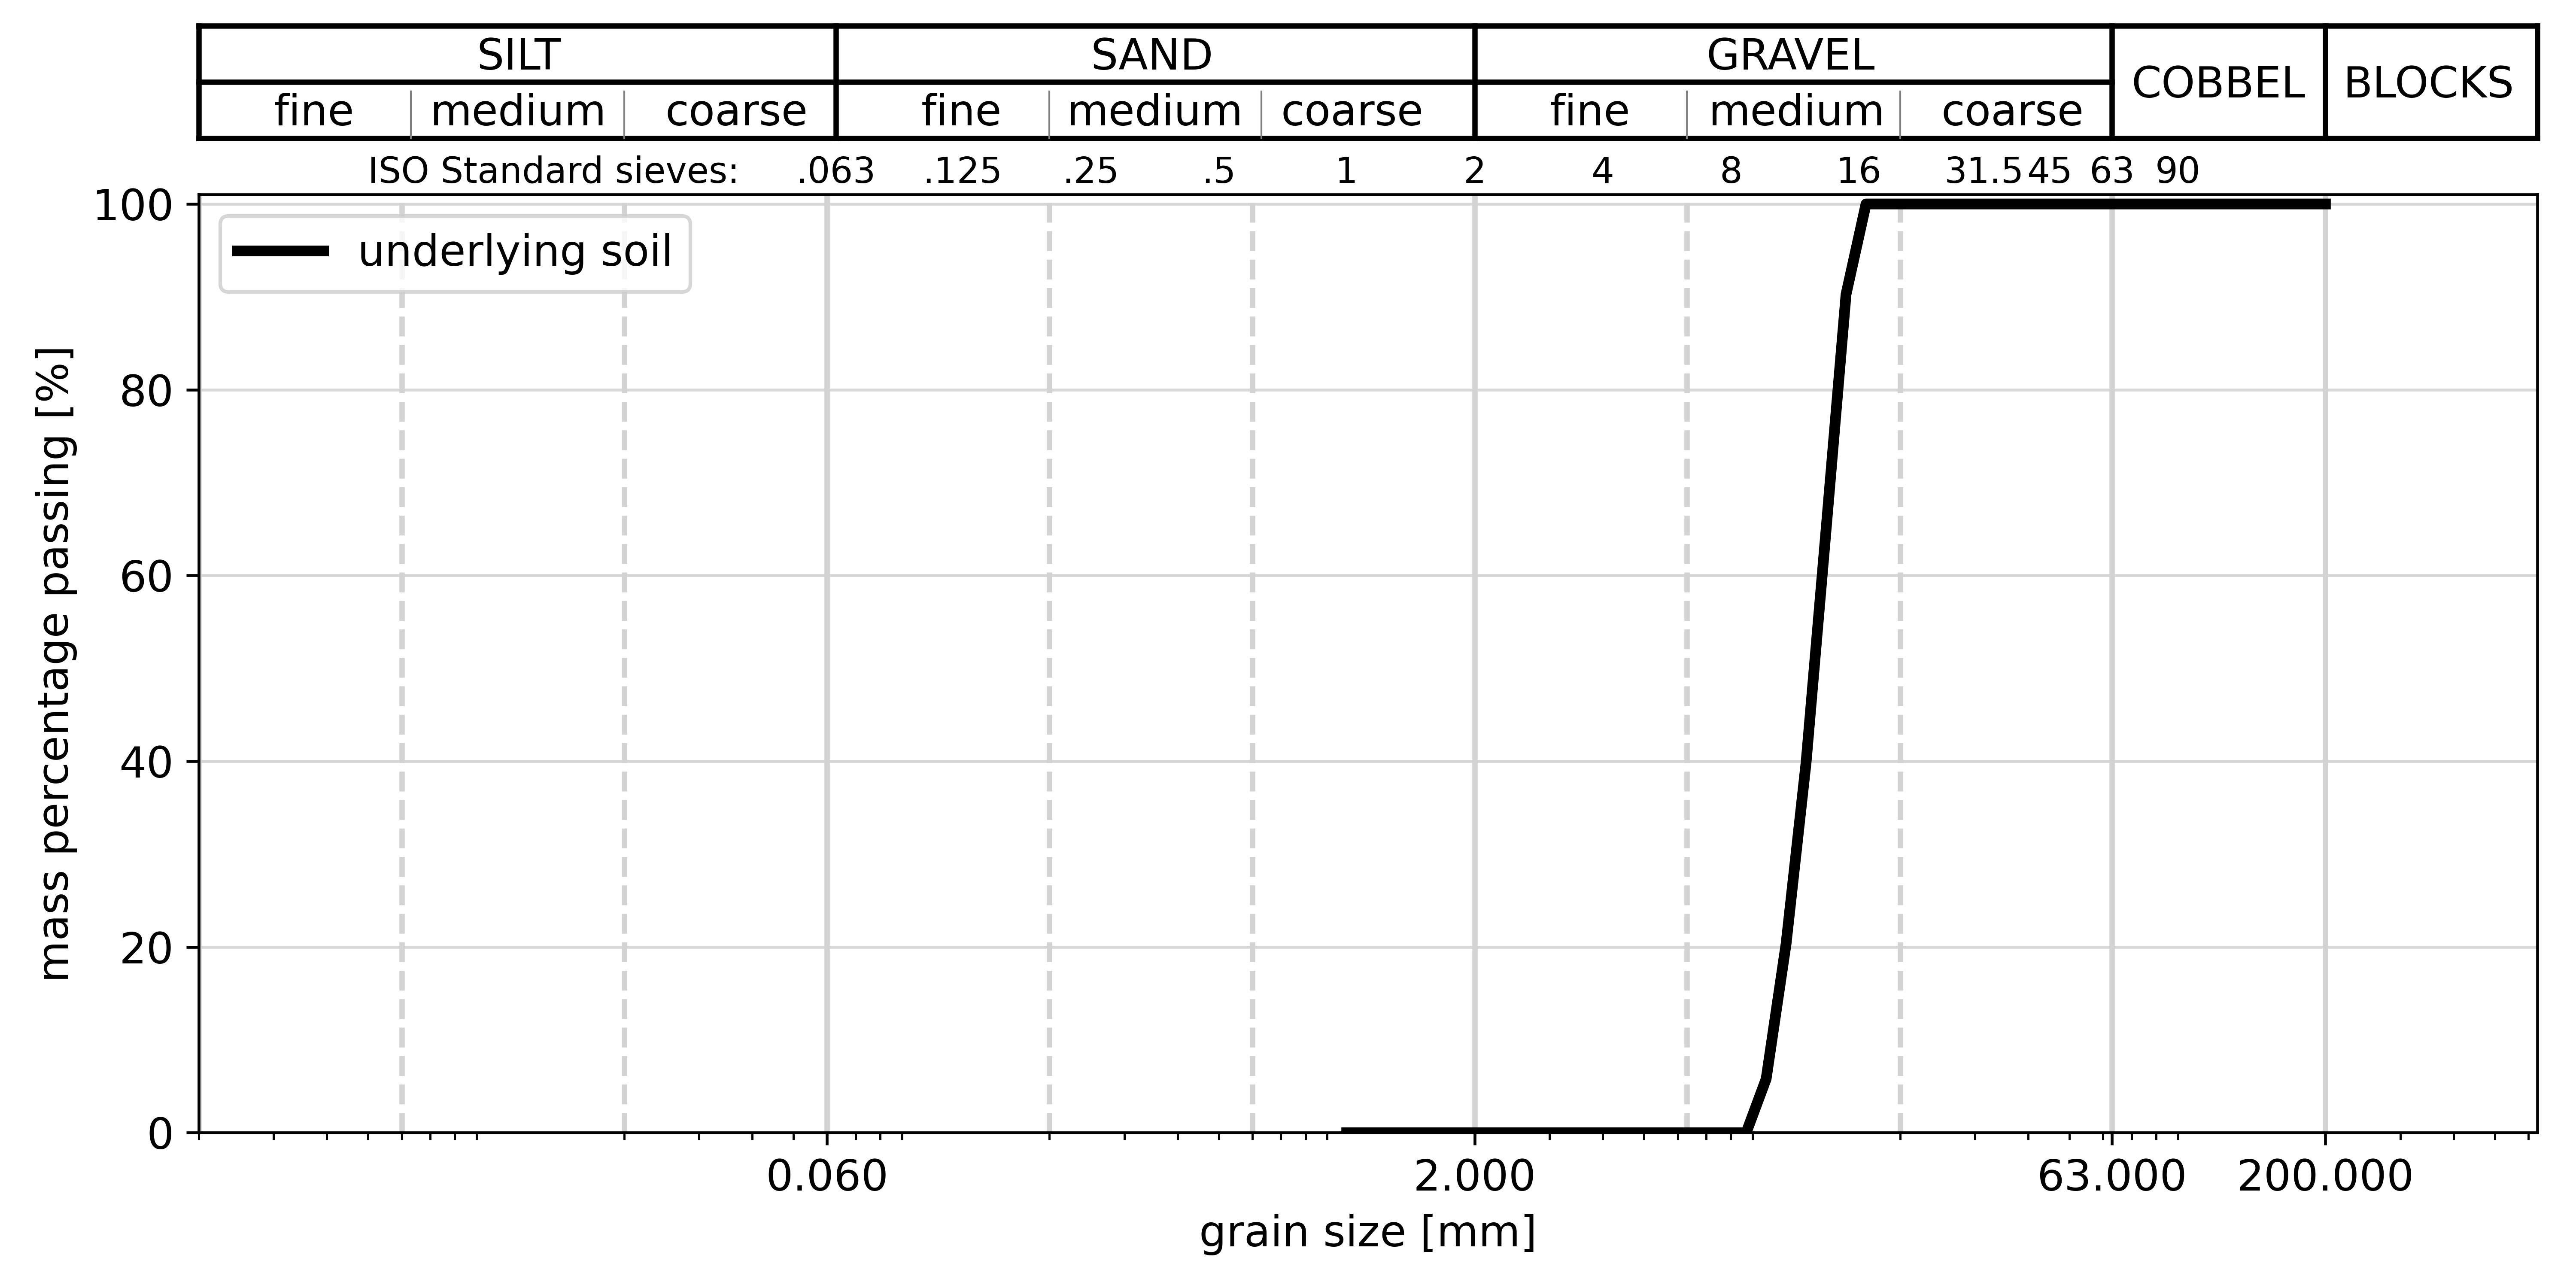 SILT SAND GRAVEL COBBEL BLOCKS
fine medium coarse fine medium coarse fine medium coarse
ISO Standard sieves: .063 .125 .25 .5 1 2 4 8 16 31.5 45 63 90
100
underlying soil
80
60
40
20
0
mass percentage passing [%]
0.060 2.000 63.000 200.000
grain size [mm]